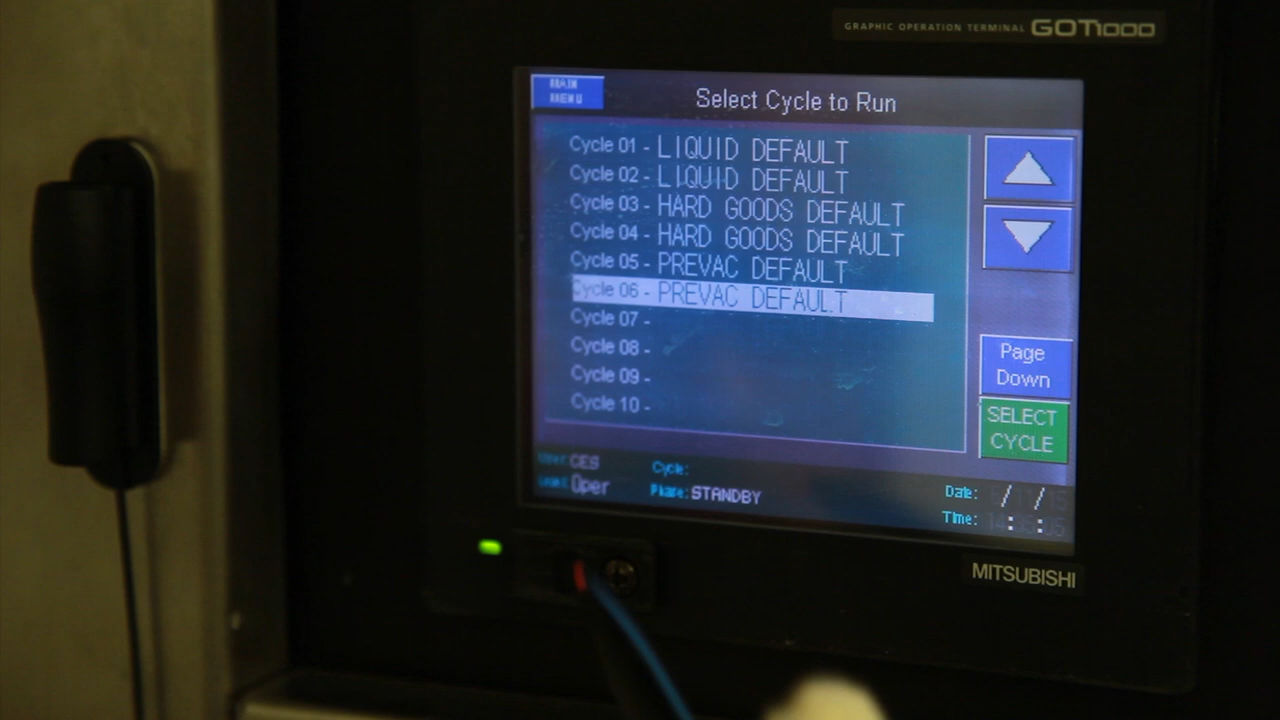 GRAPHIC OPERATION TERMINAL GOT1000
MAIN MENU
Select Cycle to Run
Cycle 01 - LIQUID DEFAULT
Cycle 02 - LIQUID DEFAULT
Cycle 03 - HARD GOODS DEFAULT
Cycle 04 - HARD GOODS DEFAULT
Cycle 05 - PREVAC DEFAULT
Cycle 06 - PREVAC DEFAULT
Cycle 07 -
Cycle 08 -
Cycle 09 -
Cycle 10 -
Page
Down
SELECT
CYCLE
User: CES
Level: Oper
Cycle:
Phase: STANDBY
Date: / /
Time: : :
MITSUBISHI